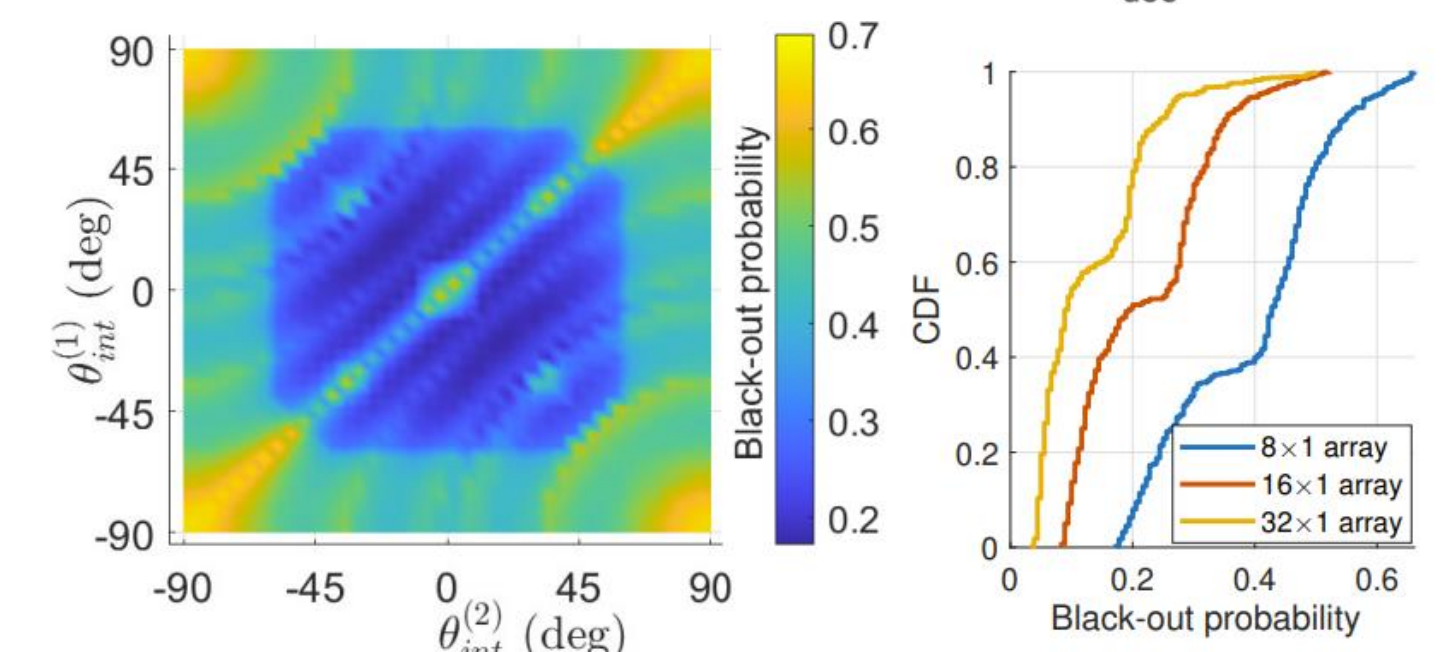 90
45
0
-45
-90
θ_int^(1) (deg)
-90 -45 0 45 90
θ_int^(2) (deg)
0.7
0.6
0.5
0.4
0.3
0.2
Black-out probability
1
0.8
0.6
0.4
0.2
0
CDF
8×1 array
16×1 array
32×1 array
0 0.2 0.4 0.6
Black-out probability